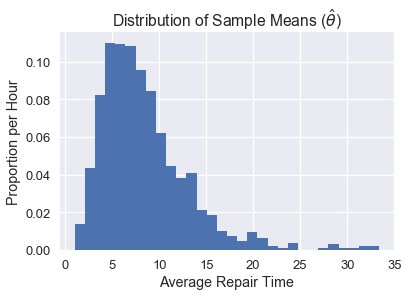 Distribution of Sample Means (θ̂)
Proportion per Hour
0.10
0.08
0.06
0.04
0.02
0.00
0 5 10 15 20 25 30 35
Average Repair Time